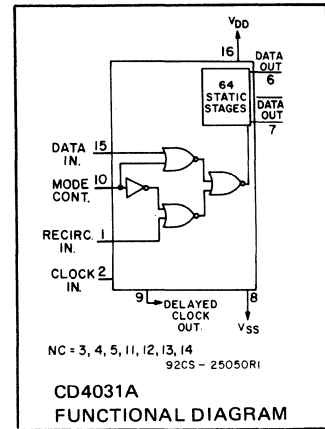 VDD
16
DATA OUT
6
64 STATIC STAGES
DATA OUT
7
DATA IN. 15
MODE CONT. 10
RECIRC. IN. 1
CLOCK IN. 2
9
DELAYED CLOCK OUT.
8
VSS
NC = 3, 4, 5, 11, 12, 13, 14
92CS - 25050R1
CD4031A
FUNCTIONAL DIAGRAM